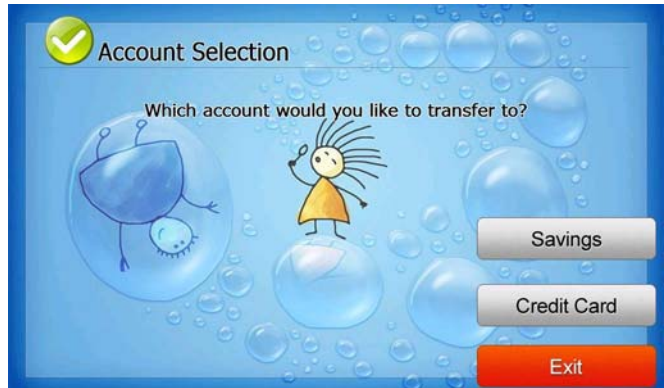 Account Selection
Which account would you like to transfer to?
Savings
Credit Card
Exit